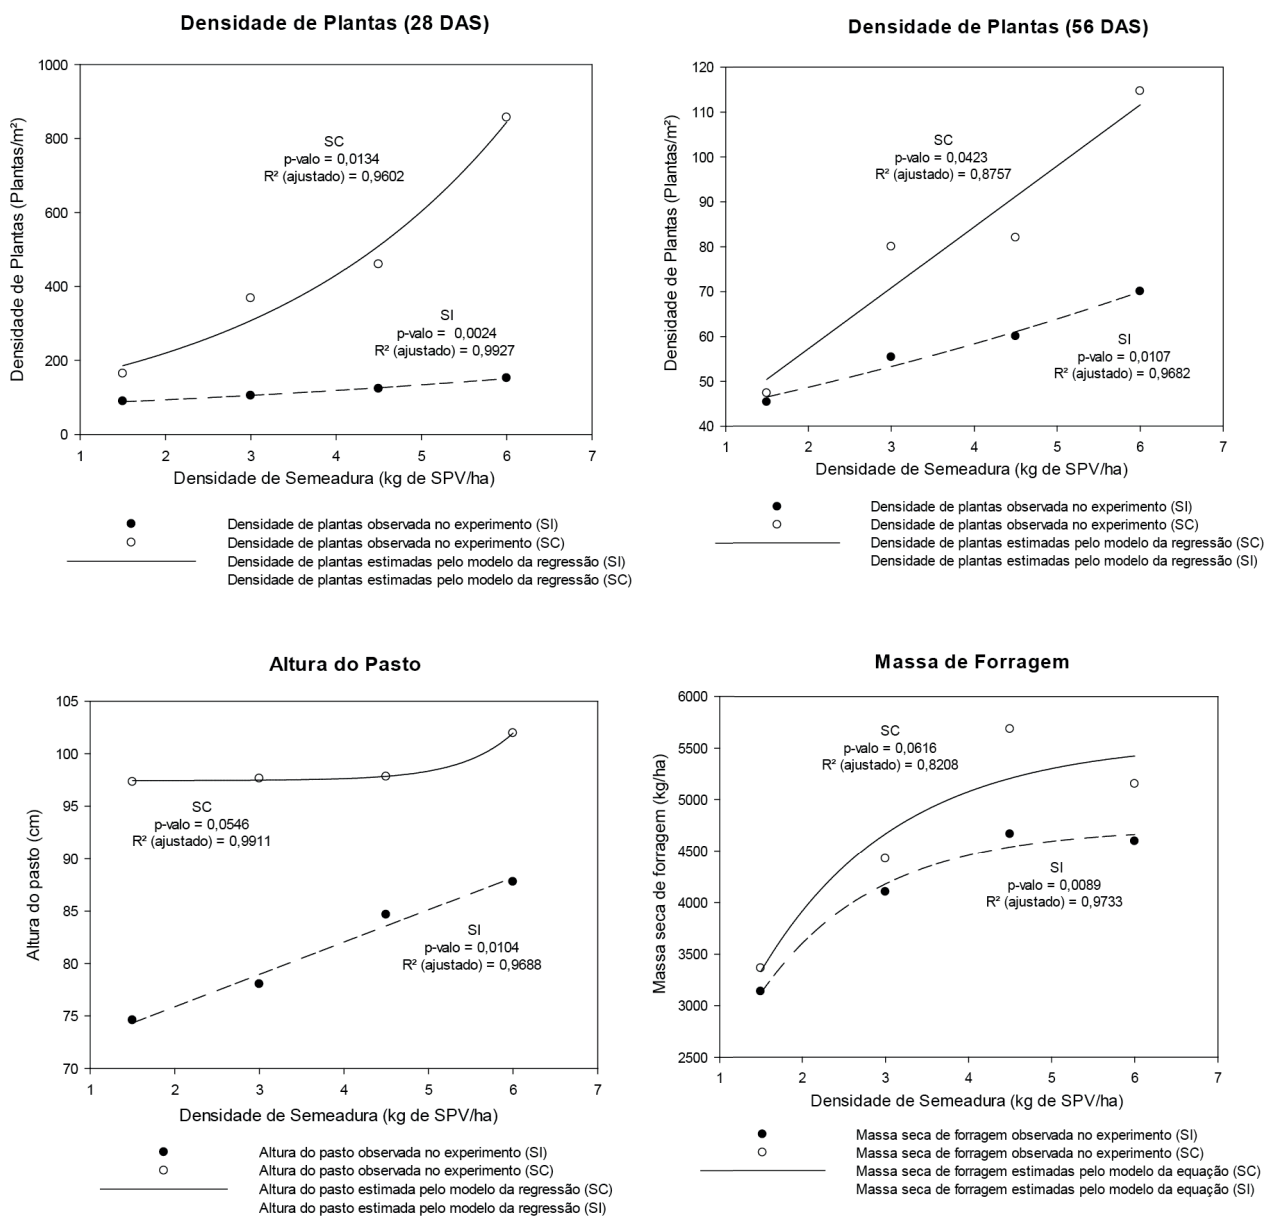 Densidade de Plantas (28 DAS)
1000
800
600
400
200
0
Densidade de Plantas (Plantas/m²)
SC
p-valo = 0,0134
R² (ajustado) = 0,9602
SI
p-valo = 0,0024
R² (ajustado) = 0,9927
1 2 3 4 5 6 7
Densidade de Semeadura (kg de SPV/ha)
Densidade de plantas observada no experimento (SI)
Densidade de plantas observada no experimento (SC)
Densidade de plantas estimadas pelo modelo da regressão (SI)
Densidade de plantas estimadas pelo modelo da regressão (SC)
Densidade de Plantas (56 DAS)
120
110
100
90
80
70
60
50
40
Densidade de Plantas (Plantas/m²)
SC
p-valo = 0,0423
R² (ajustado) = 0,8757
SI
p-valo = 0,0107
R² (ajustado) = 0,9682
1 2 3 4 5 6 7
Densidade de Semeadura (kg de SPV/ha)
Densidade de plantas observada no experimento (SI)
Densidade de plantas observada no experimento (SC)
Densidade de plantas estimadas pelo modelo da regressão (SC)
Densidade de plantas estimadas pelo modelo da regressão (SI)
Altura do Pasto
105
100
95
90
85
80
75
70
Altura do pasto (cm)
SC
p-valo = 0,0546
R² (ajustado) = 0,9911
SI
p-valo = 0,0104
R² (ajustado) = 0,9688
1 2 3 4 5 6 7
Densidade de Semeadura (kg de SPV/ha)
Altura do pasto observada no experimento (SI)
Altura do pasto observada no experimento (SC)
Altura do pasto estimada pelo modelo da regressão (SC)
Altura do pasto estimada pelo modelo da regressão (SI)
Massa de Forragem
6000
5500
5000
4500
4000
3500
3000
2500
Massa seca de forragem (kg/ha)
SC
p-valo = 0,0616
R² (ajustado) = 0,8208
SI
p-valo = 0,0089
R² (ajustado) = 0,9733
1 2 3 4 5 6 7
Densidade de Semeadura (kg de SPV/ha)
Massa seca de forragem observada no experimento (SI)
Massa seca de forragem observada no experimento (SC)
Massa seca de forragem estimadas pelo modelo da equação (SC)
Massa seca de forragem estimadas pelo modelo da equação (SI)